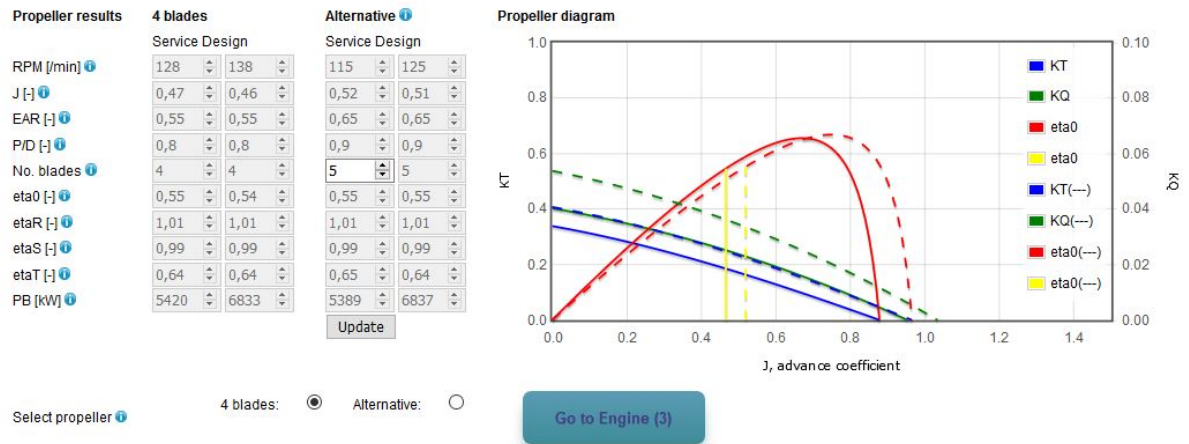 Propeller results 4 blades Alternative Propeller diagram
Service Design Service Design
RPM [/min] 128 138 115 125
J [-] 0,47 0,46 0,52 0,51
EAR [-] 0,55 0,55 0,65 0,65
P/D [-] 0,8 0,8 0,9 0,9
No. blades 4 4 5 5
eta0 [-] 0,55 0,54 0,55 0,55
etaR [-] 1,01 1,01 1,01 1,01
etaS [-] 0,99 0,99 0,99 0,99
etaT [-] 0,64 0,64 0,65 0,64
PB [kW] 5420 6833 5389 6837
Update
1.0
0.8
0.6
0.4
0.2
0.0
KT
0.0 0.2 0.4 0.6 0.8 1.0 1.2 1.4
J, advance coefficient
0.10
0.08
0.06
0.04
0.02
0.00
KQ
KT
KQ
eta0
eta0
KT(---)
KQ(---)
eta0(---)
eta0(---)
Select propeller 4 blades: Alternative: Go to Engine (3)